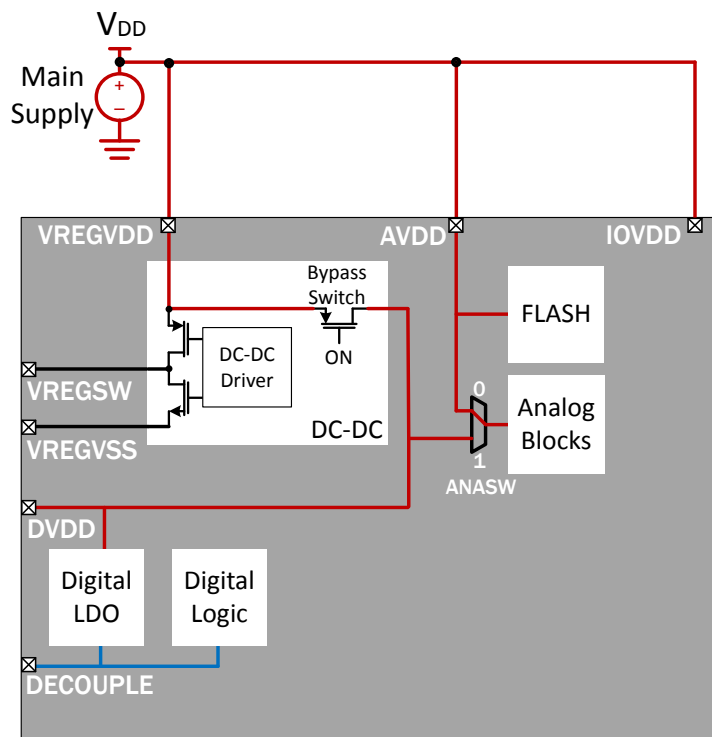 VDD
Main
Supply
+
−
VREGVDD
AVDD
IOVDD
Bypass
Switch
ON
DC-DC
Driver
DC-DC
VREGSW
VREGVSS
FLASH
0
Analog
Blocks
1
ANASW
DVDD
Digital
LDO
Digital
Logic
DECOUPLE